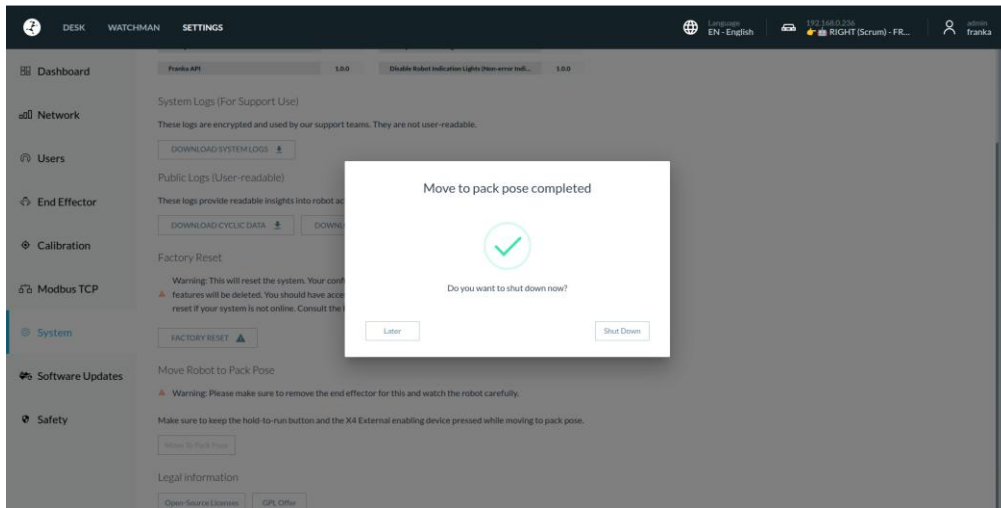 DESK WATCHMAN SETTINGS
Language
EN - English
192.168.0.236
👉🤖 RIGHT (Scrum) - FR...
admin
franka
Dashboard
Network
Users
End Effector
Calibration
Modbus TCP
System
Software Updates
Safety
Franka API 1.0.0 Disable Robot Indication Lights (Non-error Indi... 1.0.0
System Logs (For Support Use)
These logs are encrypted and used by our support teams. They are not user-readable.
DOWNLOAD SYSTEM LOGS
Public Logs (User-readable)
These logs provide readable insights into robot ac
DOWNLOAD CYCLIC DATA DOWNL
Factory Reset
Warning: This will reset the system. Your conf
features will be deleted. You should have acce
reset if your system is not online. Consult the
FACTORY RESET
Move Robot to Pack Pose
Warning: Please make sure to remove the end effector for this and watch the robot carefully.
Make sure to keep the hold-to-run button and the X4 External enabling device pressed while moving to pack pose.
Move To Pack Pose
Legal information
Open-Source Licenses GPL Offer
Move to pack pose completed
Do you want to shut down now?
Later Shut Down